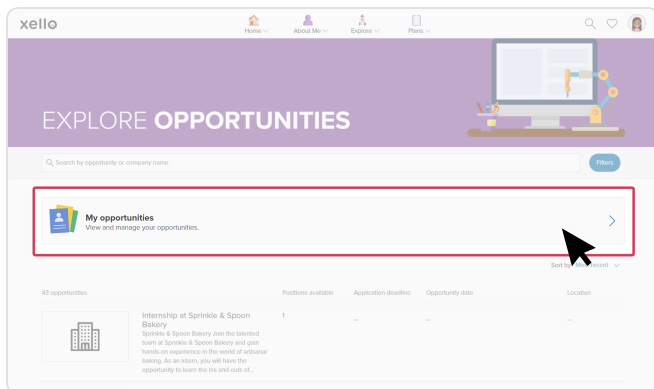 xello
Home
About Me
Explore
Plans
EXPLORE OPPORTUNITIES
Search by opportunity or company name
Filters
My opportunities
View and manage your opportunities.
Sort by Most recent
43 opportunities
Positions available
Application deadline
Opportunity date
Location
Internship at Sprinkle & Spoon
Bakery
1
...
...
...
Sprinkle & Spoon Bakery Join the talented
team at Sprinkle & Spoon Bakery and gain
hands-on experience in the world of artisanal
baking. As an intern, you will have the
opportunity to learn the ins and outs of...